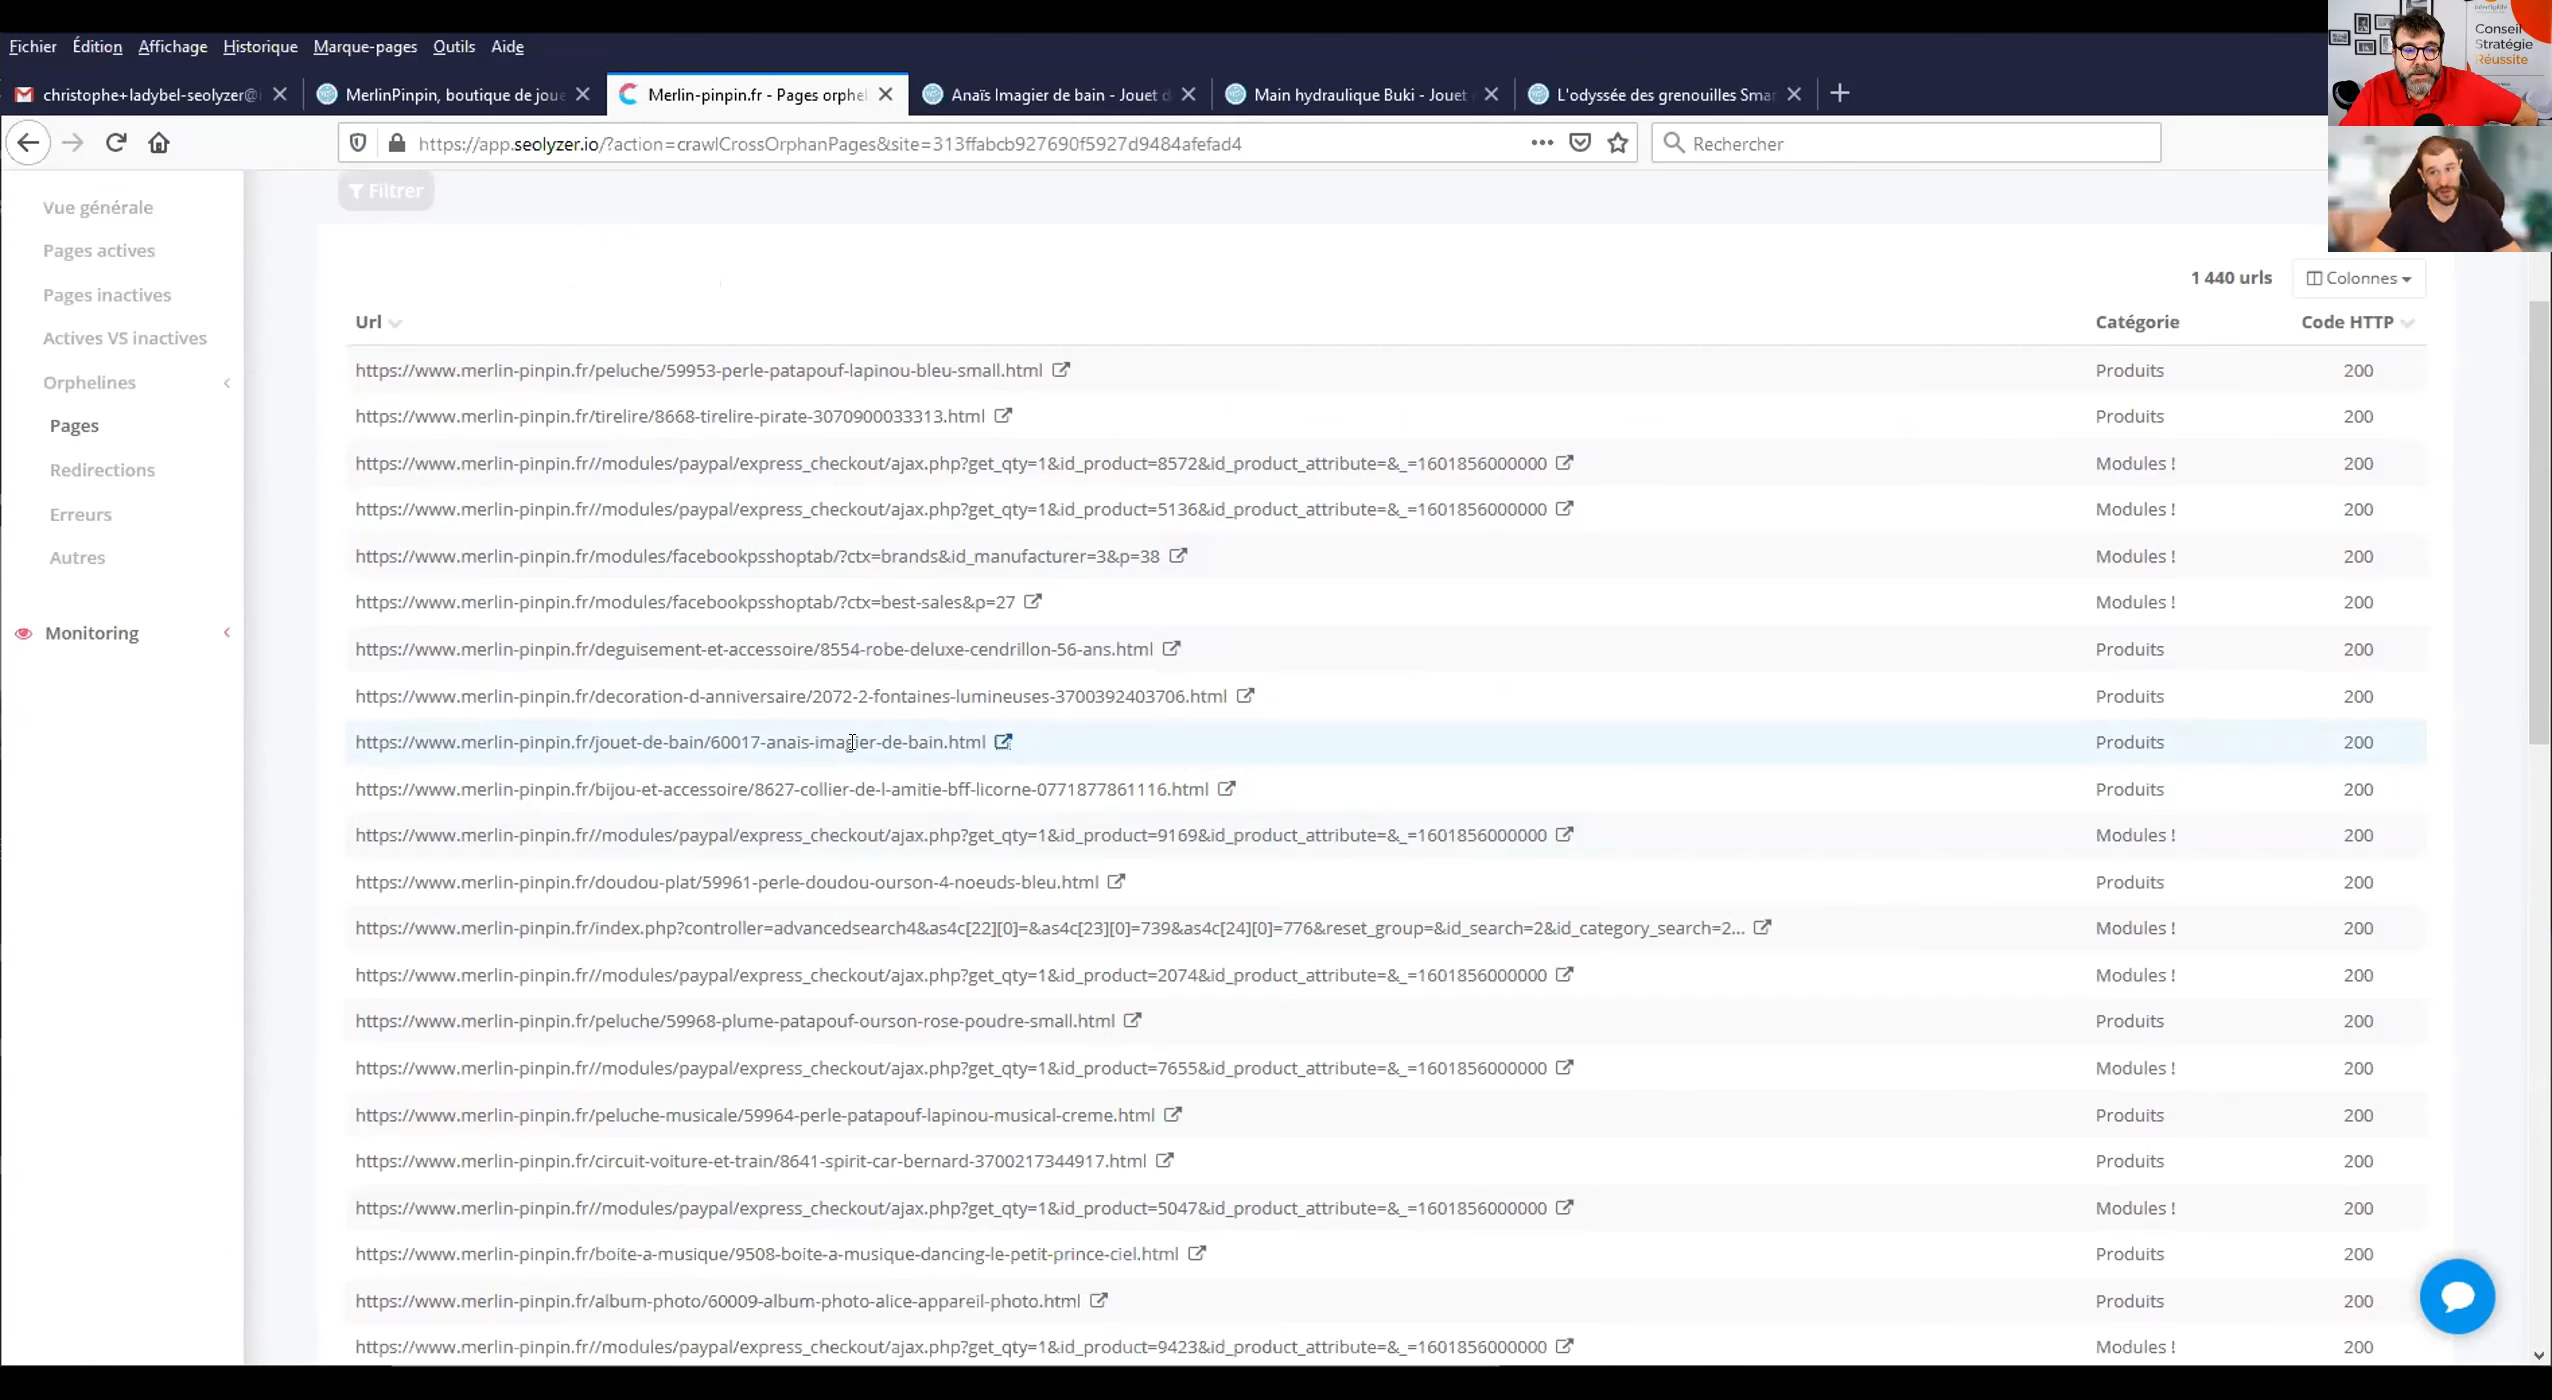 Fichier Édition Affichage Historique Marque-pages Outils Aide
christophe+ladybel-seolyzer@
MerlinPinpin, boutique de joue
Merlin-pinpin.fr - Pages orphel
Anaïs Imagier de bain - Jouet d
Main hydraulique Buki - Jouet
L'odyssée des grenouilles Smar
https://app.seolyzer.io/?action=crawlCrossOrphanPages&site=313ffabcb927690f5927d9484afefad4
Rechercher
Conseil
Stratégie
Réussite
Vue générale
Pages actives
Pages inactives
Actives VS inactives
Orphelines
Pages
Redirections
Erreurs
Autres
Monitoring
Filtrer
1 440 urls Colonnes
Url Catégorie Code HTTP
https://www.merlin-pinpin.fr/peluche/59953-perle-patapouf-lapinou-bleu-small.html Produits 200
https://www.merlin-pinpin.fr/tirelire/8668-tirelire-pirate-3070900033313.html Produits 200
https://www.merlin-pinpin.fr//modules/paypal/express_checkout/ajax.php?get_qty=1&id_product=8572&id_product_attribute=&_=1601856000000 Modules ! 200
https://www.merlin-pinpin.fr//modules/paypal/express_checkout/ajax.php?get_qty=1&id_product=5136&id_product_attribute=&_=1601856000000 Modules ! 200
https://www.merlin-pinpin.fr/modules/facebookpsshoptab/?ctx=brands&id_manufacturer=3&p=38 Modules ! 200
https://www.merlin-pinpin.fr/modules/facebookpsshoptab/?ctx=best-sales&p=27 Modules ! 200
https://www.merlin-pinpin.fr/deguisement-et-accessoire/8554-robe-deluxe-cendrillon-56-ans.html Produits 200
https://www.merlin-pinpin.fr/decoration-d-anniversaire/2072-2-fontaines-lumineuses-3700392403706.html Produits 200
https://www.merlin-pinpin.fr/jouet-de-bain/60017-anais-imagier-de-bain.html Produits 200
https://www.merlin-pinpin.fr/bijou-et-accessoire/8627-collier-de-l-amitie-bff-licorne-0771877861116.html Produits 200
https://www.merlin-pinpin.fr//modules/paypal/express_checkout/ajax.php?get_qty=1&id_product=9169&id_product_attribute=&_=1601856000000 Modules ! 200
https://www.merlin-pinpin.fr/doudou-plat/59961-perle-doudou-ourson-4-noeuds-bleu.html Produits 200
https://www.merlin-pinpin.fr/index.php?controller=advancedsearch4&as4c[22][0]=&as4c[23][0]=739&as4c[24][0]=776&reset_group=&id_search=2&id_category_search=2... Modules ! 200
https://www.merlin-pinpin.fr//modules/paypal/express_checkout/ajax.php?get_qty=1&id_product=2074&id_product_attribute=&_=1601856000000 Modules ! 200
https://www.merlin-pinpin.fr/peluche/59968-plume-patapouf-ourson-rose-poudre-small.html Produits 200
https://www.merlin-pinpin.fr//modules/paypal/express_checkout/ajax.php?get_qty=1&id_product=7655&id_product_attribute=&_=1601856000000 Modules ! 200
https://www.merlin-pinpin.fr/peluche-musicale/59964-perle-patapouf-lapinou-musical-creme.html Produits 200
https://www.merlin-pinpin.fr/circuit-voiture-et-train/8641-spirit-car-bernard-3700217344917.html Produits 200
https://www.merlin-pinpin.fr//modules/paypal/express_checkout/ajax.php?get_qty=1&id_product=5047&id_product_attribute=&_=1601856000000 Modules ! 200
https://www.merlin-pinpin.fr/boite-a-musique/9508-boite-a-musique-dancing-le-petit-prince-ciel.html Produits 200
https://www.merlin-pinpin.fr/album-photo/60009-album-photo-alice-appareil-photo.html Produits 200
https://www.merlin-pinpin.fr//modules/paypal/express_checkout/ajax.php?get_qty=1&id_product=9423&id_product_attribute=&_=1601856000000 Modules ! 200